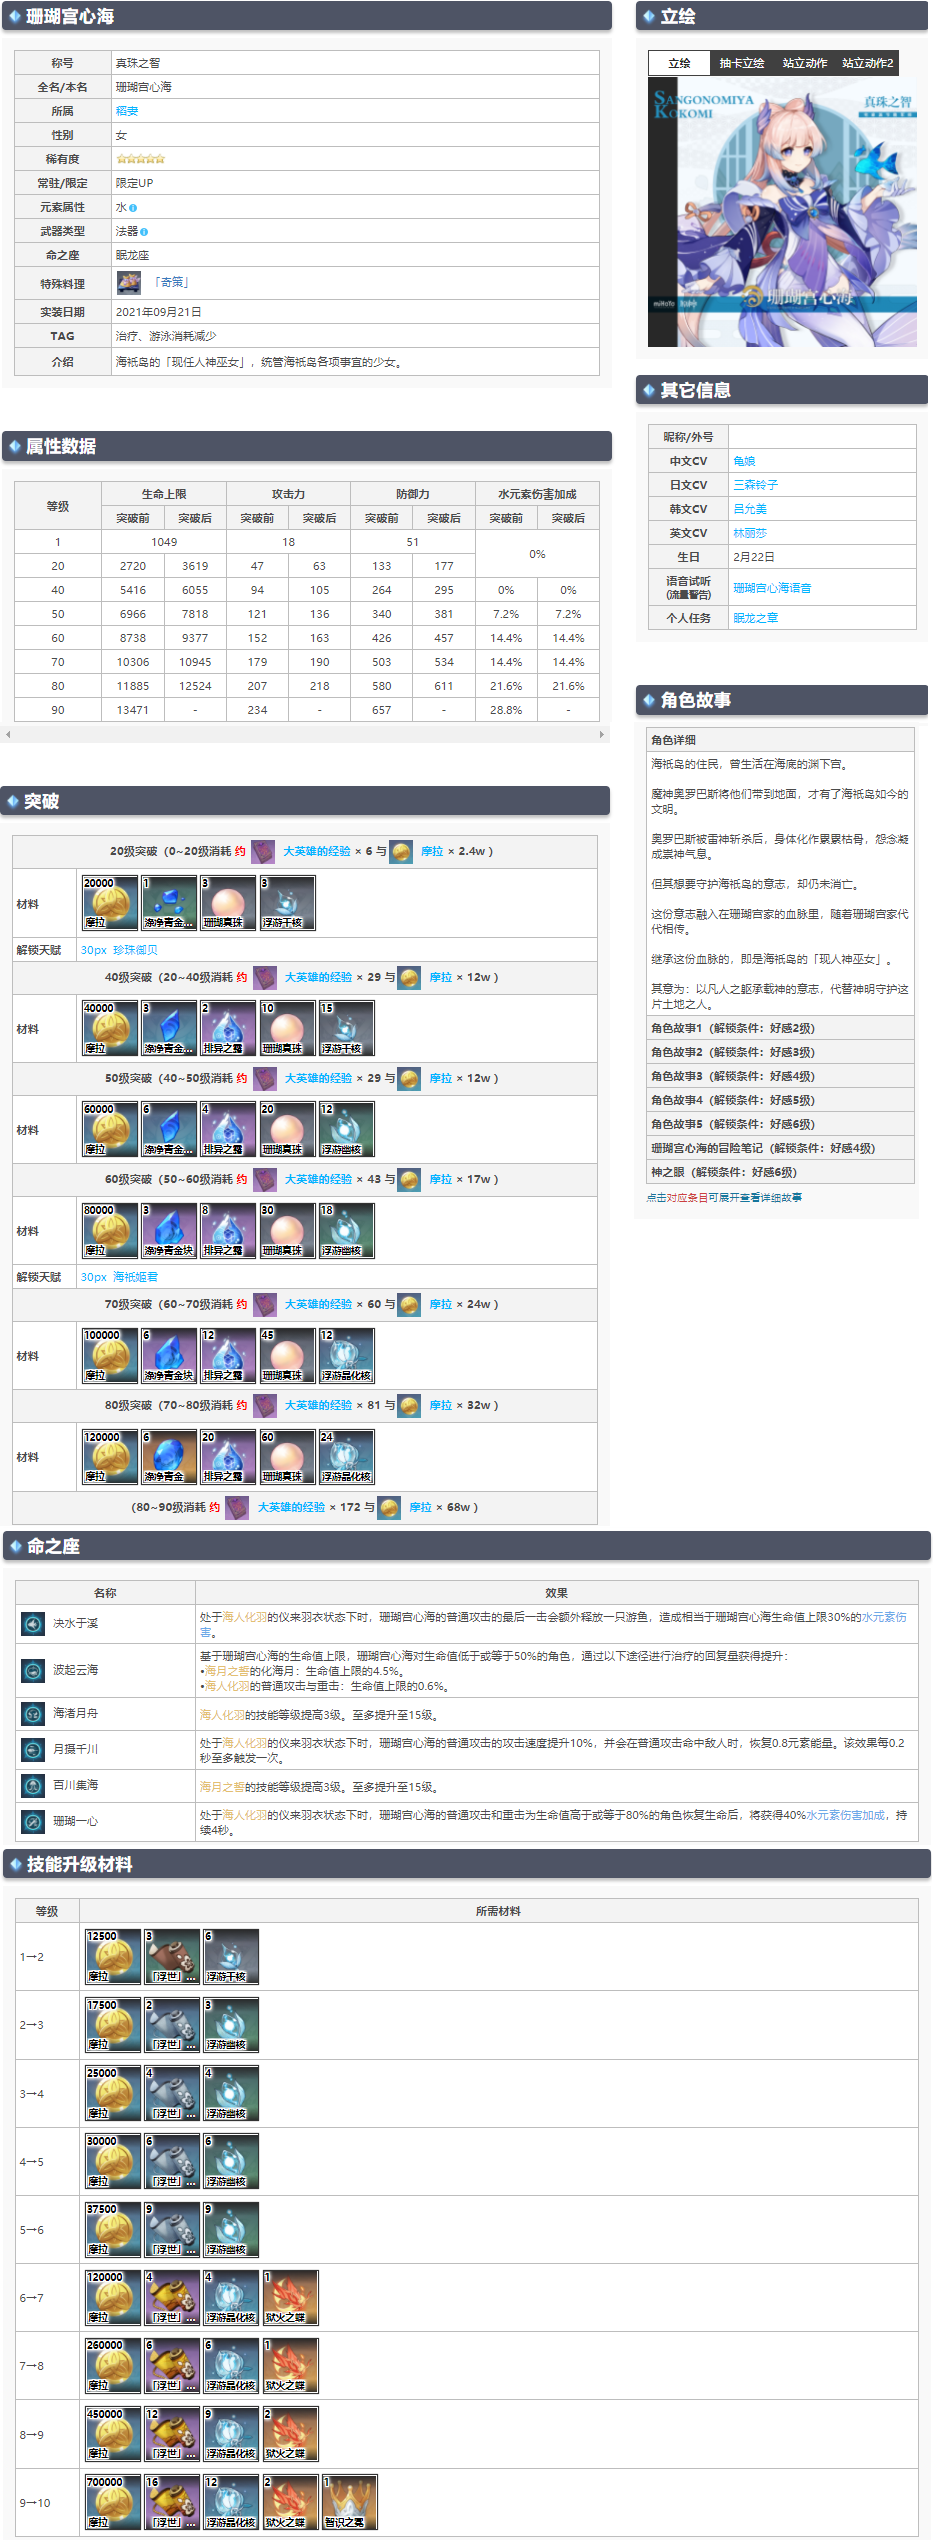 珊瑚宫心海
称号 真珠之智
全名/本名 珊瑚宫心海
所属 稻妻
性别 女
稀有度
常驻/限定 限定UP
元素属性 水
武器类型 法器
命之座 眠龙座
特殊料理 「奇策」
实装日期 2021年09月21日
TAG 治疗、游泳消耗减少
介绍 海祇岛的「现任人神巫女」，统管海祇岛各项事宜的少女。
立绘
立绘 抽卡立绘 站立动作 站立动作2
SANGONOMIYA
KOKOMI
真珠之智
珊瑚宫心海
miHoYo
其它信息
昵称/外号
中文CV 龟娘
日文CV 三森铃子
韩文CV 吕允美
英文CV 林丽莎
生日 2月22日
语音试听
(流量警告)
珊瑚宫心海语音
个人任务 眠龙之章
属性数据
等级 生命上限 攻击力 防御力 水元素伤害加成
突破前 突破后 突破前 突破后 突破前 突破后 突破前 突破后
1 1049 18 51 0%
20 2720 3619 47 63 133 177
40 5416 6055 94 105 264 295 0% 0%
50 6966 7818 121 136 340 381 7.2% 7.2%
60 8738 9377 152 163 426 457 14.4% 14.4%
70 10306 10945 179 190 503 534 14.4% 14.4%
80 11885 12524 207 218 580 611 21.6% 21.6%
90 13471 - 234 - 657 - 28.8% -
角色故事
角色详细
海祇岛的住民，曾生活在海底的渊下宫。
魔神奥罗巴斯将他们带到地面，才有了海祇岛如今的
文明。
奥罗巴斯被雷神斩杀后，身体化作累累枯骨，怨念凝
成祟神气息。
但其想要守护海祇岛的意志，却仍未消亡。
这份意志融入在珊瑚宫家的血脉里，随着珊瑚宫家代
代相传。
继承这份血脉的，即是海祇岛的「现人神巫女」。
其意为：以凡人之躯承载神的意志，代替神明守护这
片土地之人。
角色故事1（解锁条件：好感2级）
角色故事2（解锁条件：好感3级）
角色故事3（解锁条件：好感4级）
角色故事4（解锁条件：好感5级）
角色故事5（解锁条件：好感6级）
珊瑚宫心海的冒险笔记（解锁条件：好感4级）
神之眼（解锁条件：好感6级）
点击对应条目可展开查看详细故事
突破
20级突破（0~20级消耗 约 大英雄的经验 × 6 与 摩拉 × 2.4w ）
材料
20000 1 3 3
摩拉 涤净青金... 珊瑚真珠 浮游干核
解锁天赋 30px 珍珠御贝
40级突破（20~40级消耗 约 大英雄的经验 × 29 与 摩拉 × 12w ）
材料
40000 3 2 10 15
摩拉 涤净青金... 排异之露 珊瑚真珠 浮游干核
50级突破（40~50级消耗 约 大英雄的经验 × 29 与 摩拉 × 12w ）
材料
60000 6 4 20 12
摩拉 涤净青金... 排异之露 珊瑚真珠 浮游幽核
60级突破（50~60级消耗 约 大英雄的经验 × 43 与 摩拉 × 17w ）
材料
80000 3 8 30 18
摩拉 涤净青金块 排异之露 珊瑚真珠 浮游幽核
解锁天赋 30px 海祇姬君
70级突破（60~70级消耗 约 大英雄的经验 × 60 与 摩拉 × 24w ）
材料
100000 6 12 45 12
摩拉 涤净青金块 排异之露 珊瑚真珠 浮游晶化核
80级突破（70~80级消耗 约 大英雄的经验 × 81 与 摩拉 × 32w ）
材料
120000 6 20 60 24
摩拉 涤净青金 排异之露 珊瑚真珠 浮游晶化核
（80~90级消耗 约 大英雄的经验 × 172 与 摩拉 × 68w ）
命之座
名称 效果
决水于溪
处于海人化羽的仪来羽衣状态下时，珊瑚宫心海的普通攻击的最后一击会额外释放一只游鱼，造成相当于珊瑚宫心海生命值上限30%的水元素伤
害。
波起云海
基于珊瑚宫心海的生命值上限，珊瑚宫心海对生命值低于或等于50%的角色，通过以下途径进行治疗的回复量获得提升：
•海月之誓的化海月：生命值上限的4.5%。
•海人化羽的普通攻击与重击：生命值上限的0.6%。
海渚月舟 海人化羽的技能等级提高3级。至多提升至15级。
月摄千川
处于海人化羽的仪来羽衣状态下时，珊瑚宫心海的普通攻击的攻击速度提升10%，并会在普通攻击命中敌人时，恢复0.8元素能量。该效果每0.2
秒至多触发一次。
百川集海 海月之誓的技能等级提高3级。至多提升至15级。
珊瑚一心
处于海人化羽的仪来羽衣状态下时，珊瑚宫心海的普通攻击和重击为生命值高于或等于80%的角色恢复生命后，将获得40%水元素伤害加成，持
续4秒。
技能升级材料
等级 所需材料
1→2
12500 3 6
摩拉 「浮世」... 浮游干核
2→3
17500 2 3
摩拉 「浮世」... 浮游幽核
3→4
25000 4 4
摩拉 「浮世」... 浮游幽核
4→5
30000 6 6
摩拉 「浮世」... 浮游幽核
5→6
37500 9 9
摩拉 「浮世」... 浮游幽核
6→7
120000 4 4 1
摩拉 「浮世」... 浮游晶化核 狱火之蝶
7→8
260000 6 6 1
摩拉 「浮世」... 浮游晶化核 狱火之蝶
8→9
450000 12 9 2
摩拉 「浮世」... 浮游晶化核 狱火之蝶
9→10
700000 16 12 2 1
摩拉 「浮世」... 浮游晶化核 狱火之蝶 智识之冕